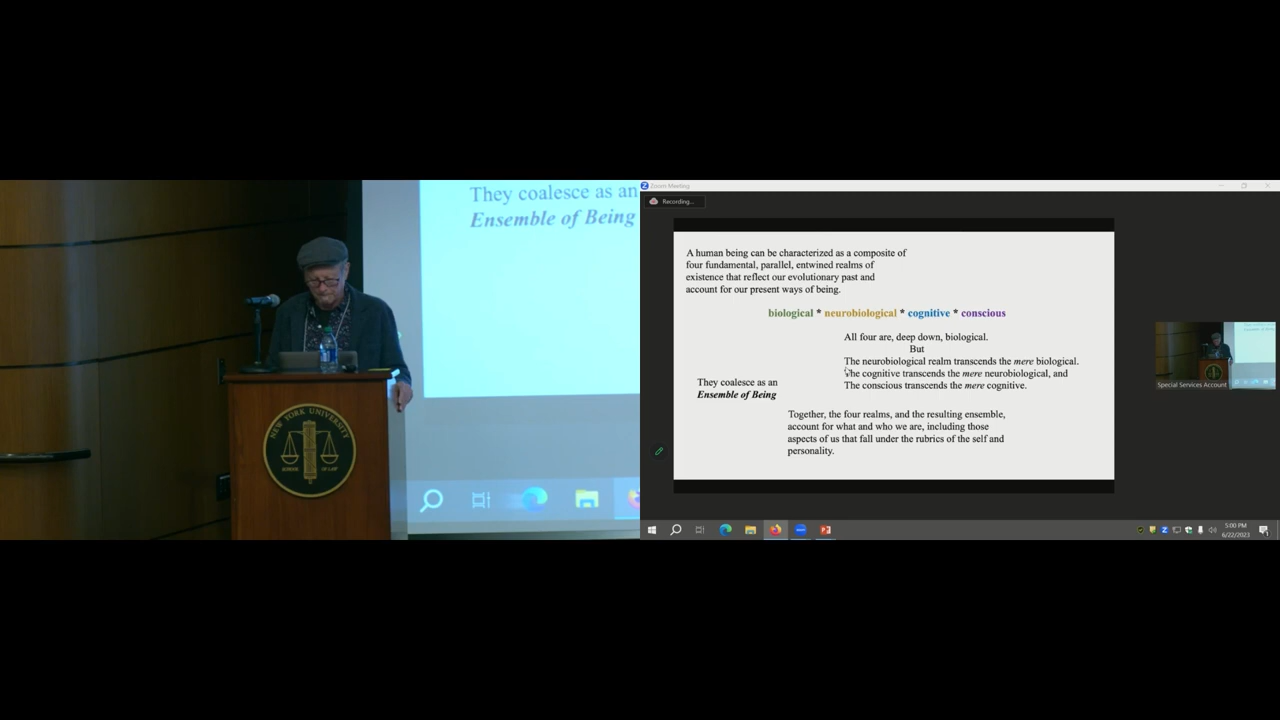 They coalesce as an
Ensemble of Being
NEW YORK UNIVERSITY
SCHOOL OF LAW
Zoom Meeting
Recording...
A human being can be characterized as a composite of
four fundamental, parallel, entwined realms of
existence that reflect our evolutionary past and
account for our present ways of being.
biological * neurobiological * cognitive * conscious
All four are, deep down, biological.
But
The neurobiological realm transcends the mere biological.
The cognitive transcends the mere neurobiological, and
The conscious transcends the mere cognitive.
They coalesce as an
Ensemble of Being
Together, the four realms, and the resulting ensemble,
account for what and who we are, including those
aspects of us that fall under the rubrics of the self and
personality.
Special Services Account
5:00 PM
6/22/2023